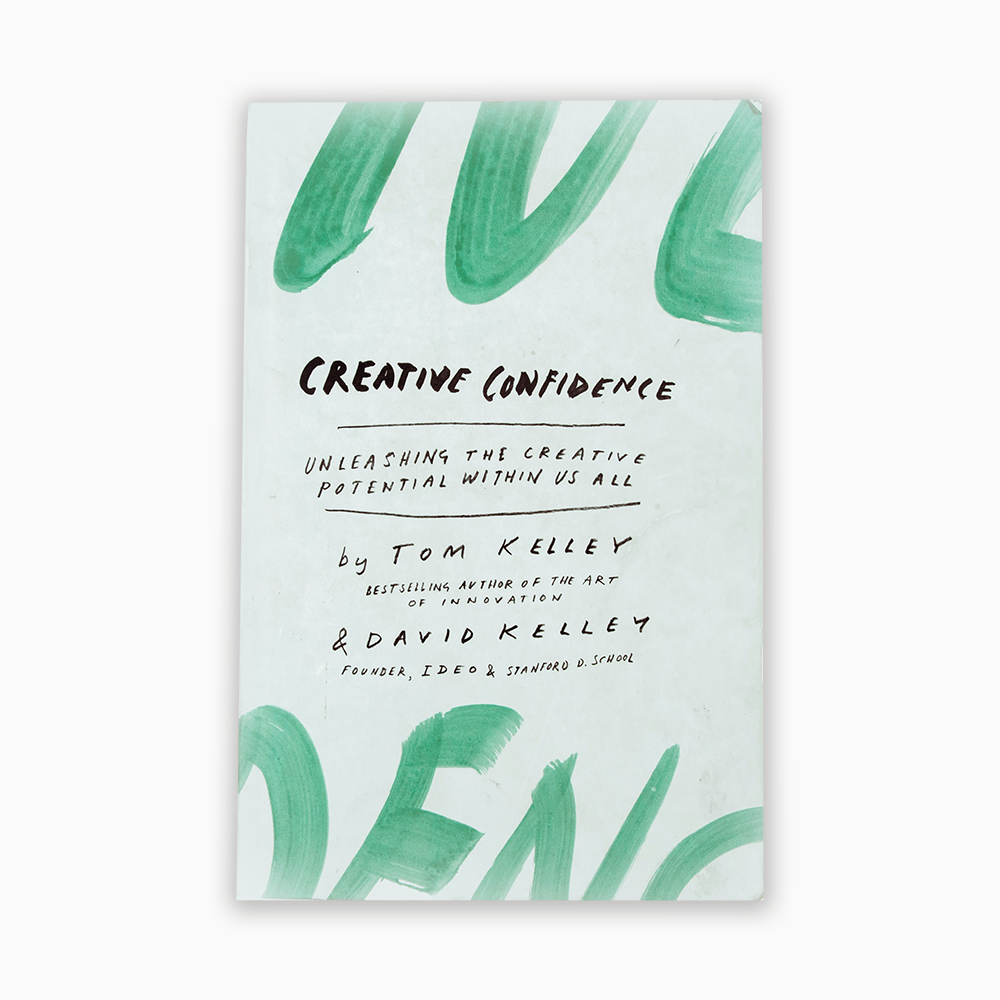 IVE
CREATIVE CONFIDENCE
UNLEASHING THE CREATIVE
POTENTIAL WITHIN US ALL
by TOM KELLEY
BESTSELLING AUTHOR OF THE ART
OF INNOVATION
& DAVID KELLEY
FOUNDER, IDEO & STANFORD D. SCHOOL
DENC